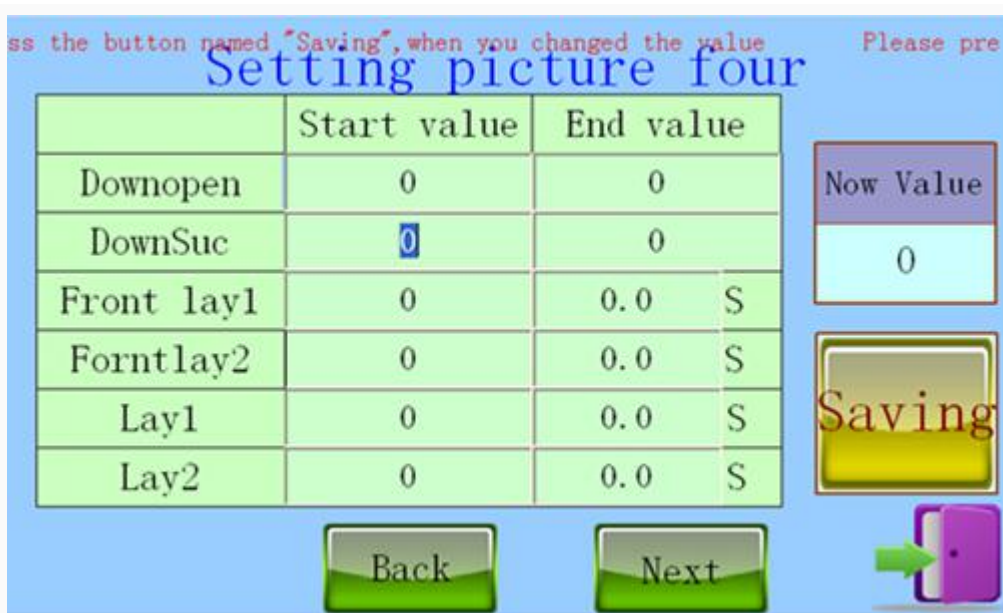 ss the button named "Saving", when you changed the value Please pre
Setting picture four
Start value End value
Downopen 0 0
DownSuc 0 0
Front lay1 0 0.0 S
Forntlay2 0 0.0 S
Lay1 0 0.0 S
Lay2 0 0.0 S
Now Value
0
Saving
Back Next